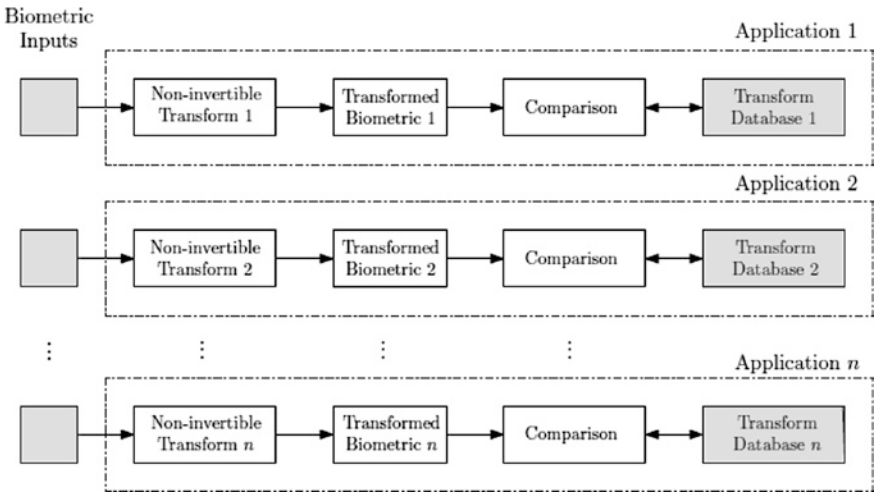 Biometric
Inputs
Application 1
Non-invertible
Transform 1
Transformed
Biometric 1
Comparison
Transform
Database 1
Application 2
Non-invertible
Transform 2
Transformed
Biometric 2
Comparison
Transform
Database 2
Application n
Non-invertible
Transform n
Transformed
Biometric n
Comparison
Transform
Database n